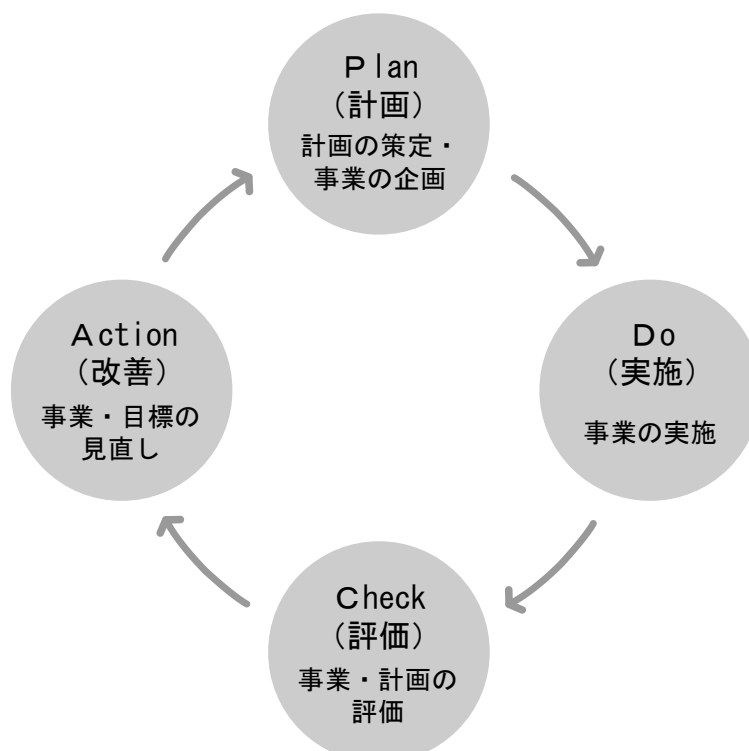 Plan
（計画）
計画の策定・
事業の企画
Do
（実施）
事業の実施
Check
（評価）
事業・計画の
評価
Action
（改善）
事業・目標の
見直し